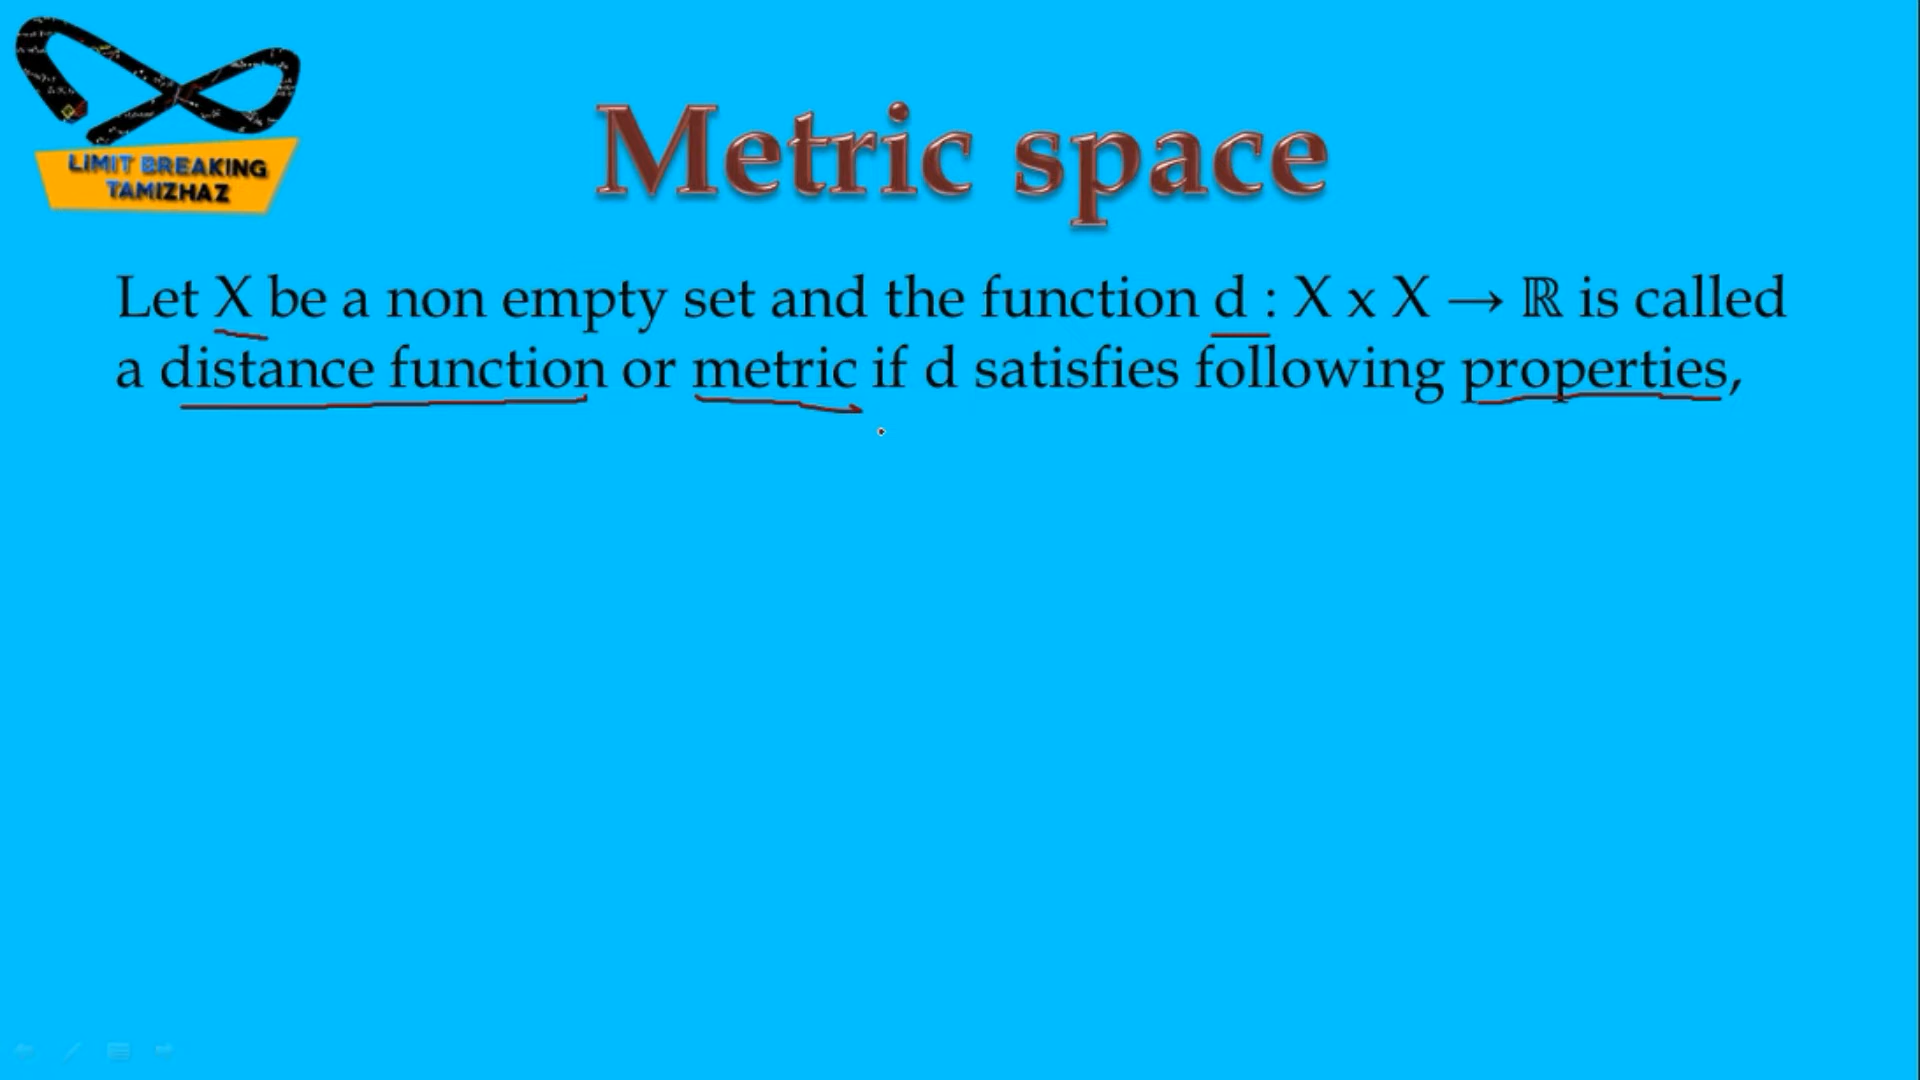 LIMIT BREAKING
TAMIZHAZ
Metric space
Let X be a non empty set and the function d : X x X → ℝ is called
a distance function or metric if d satisfies following properties,